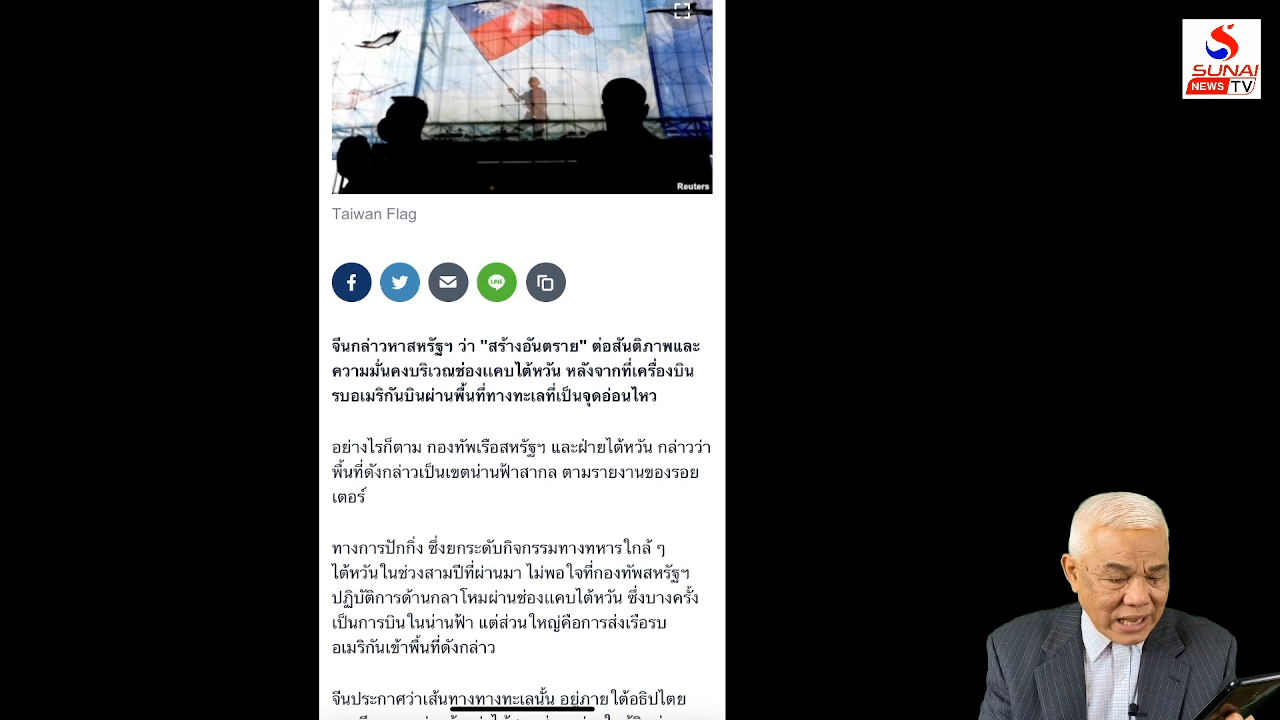 SUNAI
NEWS TV
Reuters
Taiwan Flag
LINE
จีนกล่าวหาสหรัฐฯ ว่า "สร้างอันตราย" ต่อสันติภาพและ
ความมั่นคงบริเวณช่องแคบไต้หวัน หลังจากที่เครื่องบิน
รบอเมริกันบินผ่านพื้นที่ทางทะเลที่เป็นจุดอ่อนไหว
อย่างไรก็ตาม กองทัพเรือสหรัฐฯ และฝ่ายไต้หวัน กล่าวว่า
พื้นที่ดังกล่าวเป็นเขตน่านฟ้าสากล ตามรายงานของรอย
เตอร์
ทางการปักกิ่ง ซึ่งยกระดับกิจกรรมทางทหารใกล้ ๆ
ไต้หวันในช่วงสามปีที่ผ่านมา ไม่พอใจที่กองทัพสหรัฐฯ
ปฏิบัติการด้านกลาโหมผ่านช่องแคบไต้หวัน ซึ่งบางครั้ง
เป็นการบินในน่านฟ้า แต่ส่วนใหญ่คือการส่งเรือรบ
อเมริกันเข้าพื้นที่ดังกล่าว
จีนประกาศว่าเส้นทางทางทะเลนั้น อยู่ภายใต้อธิปไตย